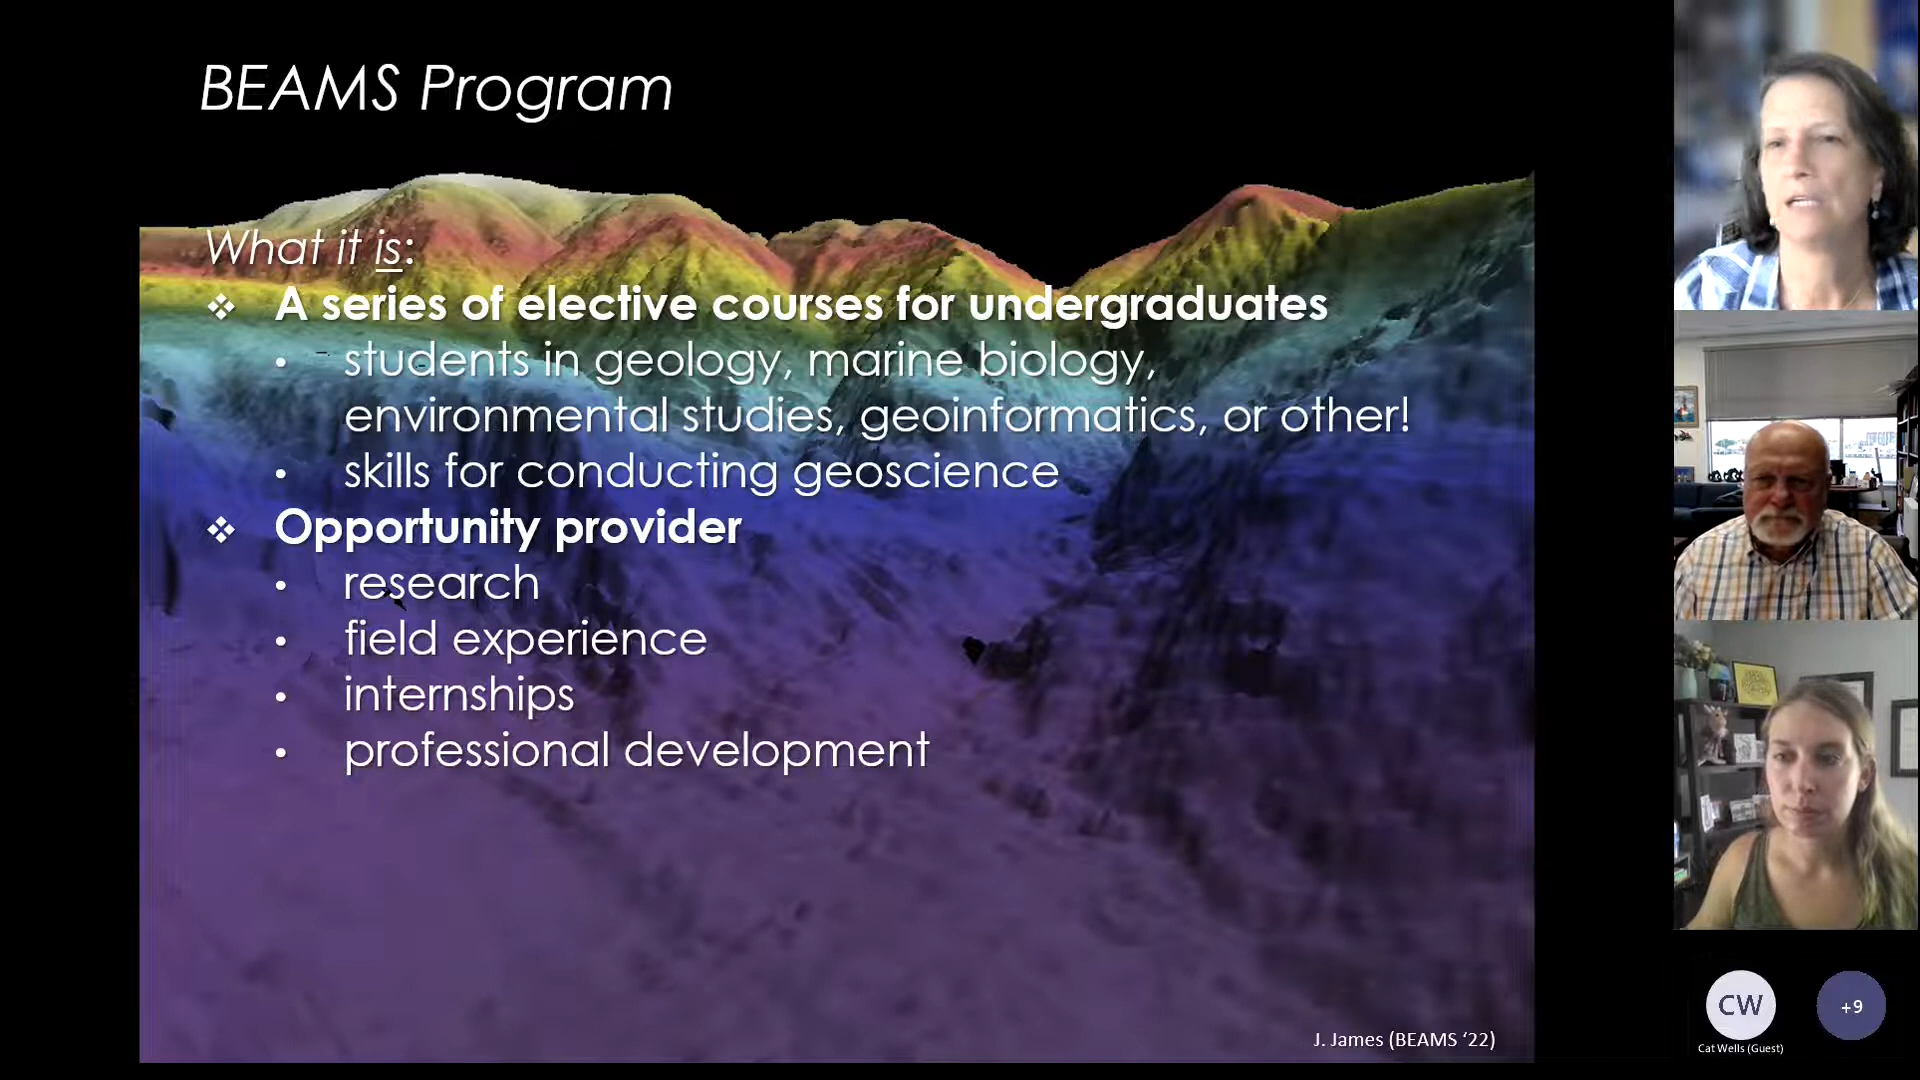 BEAMS Program
What it is:
❖ A series of elective courses for undergraduates
• students in geology, marine biology,
environmental studies, geoinformatics, or other!
• skills for conducting geoscience
❖ Opportunity provider
• research
• field experience
• internships
• professional development
J. James (BEAMS ‘22)
CW
+9
Cat Wells (Guest)